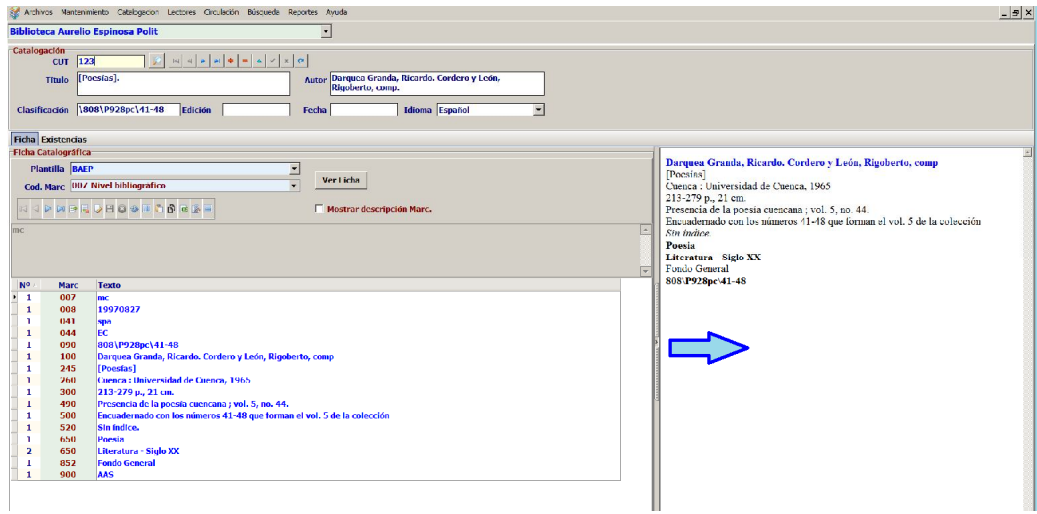 Archivos Mantenimiento Catalogacion Lectores Circulación Búsqueda Reportes Ayuda
Biblioteca Aurelio Espinosa Polit
Catalogación
CUT 123
Título [Poesías].
Autor Darquea Granda, Ricardo. Cordero y León,
Rigoberto, comp.
Clasificación \808\P928pc\41-48 Edición Fecha Idioma Español
Ficha Existencias
Ficha Catalográfica
Plantilla BAEP
Cod. Marc 007 Nivel bibliográfico
Ver Ficha
Mostrar descripción Marc.
mc
Nº Marc Texto
1 007 mc
1 008 19970827
1 041 spa
1 044 EC
1 090 808\P928pc\41-48
1 100 Darquea Granda, Ricardo. Cordero y León, Rigoberto, comp
1 245 [Poesías]
1 260 Cuenca : Universidad de Cuenca, 1965
1 300 213-279 p., 21 cm.
1 490 Presencia de la poesía cuencana ; vol. 5, no. 44.
1 500 Encuadernado con los números 41-48 que forman el vol. 5 de la colección
1 520 Sin índice.
1 650 Poesía
2 650 Literatura - Siglo XX
1 852 Fondo General
1 900 AAS
Darquea Granda, Ricardo. Cordero y León, Rigoberto, comp
[Poesías]
Cuenca : Universidad de Cuenca, 1965
213-279 p., 21 cm.
Presencia de la poesía cuencana ; vol. 5, no. 44.
Encuadernado con los números 41-48 que forman el vol. 5 de la colección
Sin índice.
Poesía
Literatura - Siglo XX
Fondo General
808\P928pc\41-48